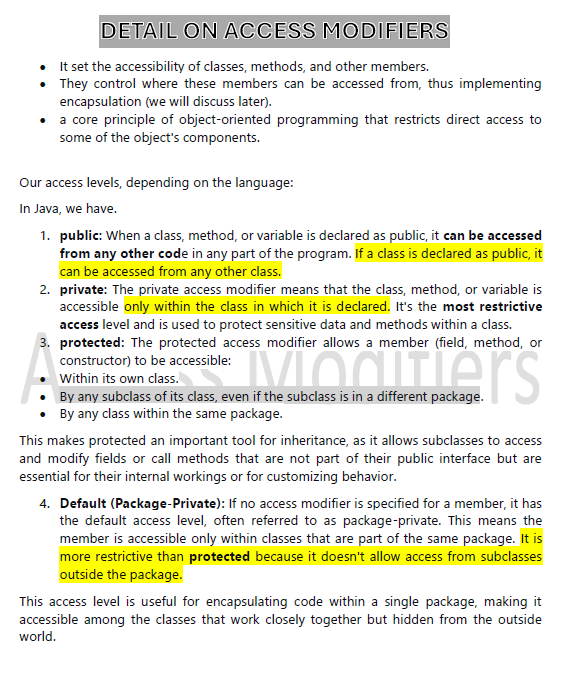 DETAIL ON ACCESS MODIFIERS
• It set the accessibility of classes, methods, and other members.
• They control where these members can be accessed from, thus implementing
encapsulation (we will discuss later).
• a core principle of object-oriented programming that restricts direct access to
some of the object's components.
Our access levels, depending on the language:
In Java, we have.
1. public: When a class, method, or variable is declared as public, it can be accessed
from any other code in any part of the program. If a class is declared as public, it
can be accessed from any other class.
2. private: The private access modifier means that the class, method, or variable is
accessible only within the class in which it is declared. It's the most restrictive
access level and is used to protect sensitive data and methods within a class.
3. protected: The protected access modifier allows a member (field, method, or
constructor) to be accessible:
Access Modifiers
• Within its own class.
• By any subclass of its class, even if the subclass is in a different package.
• By any class within the same package.
This makes protected an important tool for inheritance, as it allows subclasses to access
and modify fields or call methods that are not part of their public interface but are
essential for their internal workings or for customizing behavior.
4. Default (Package-Private): If no access modifier is specified for a member, it has
the default access level, often referred to as package-private. This means the
member is accessible only within classes that are part of the same package. It is
more restrictive than protected because it doesn't allow access from subclasses
outside the package.
This access level is useful for encapsulating code within a single package, making it
accessible among the classes that work closely together but hidden from the outside
world.